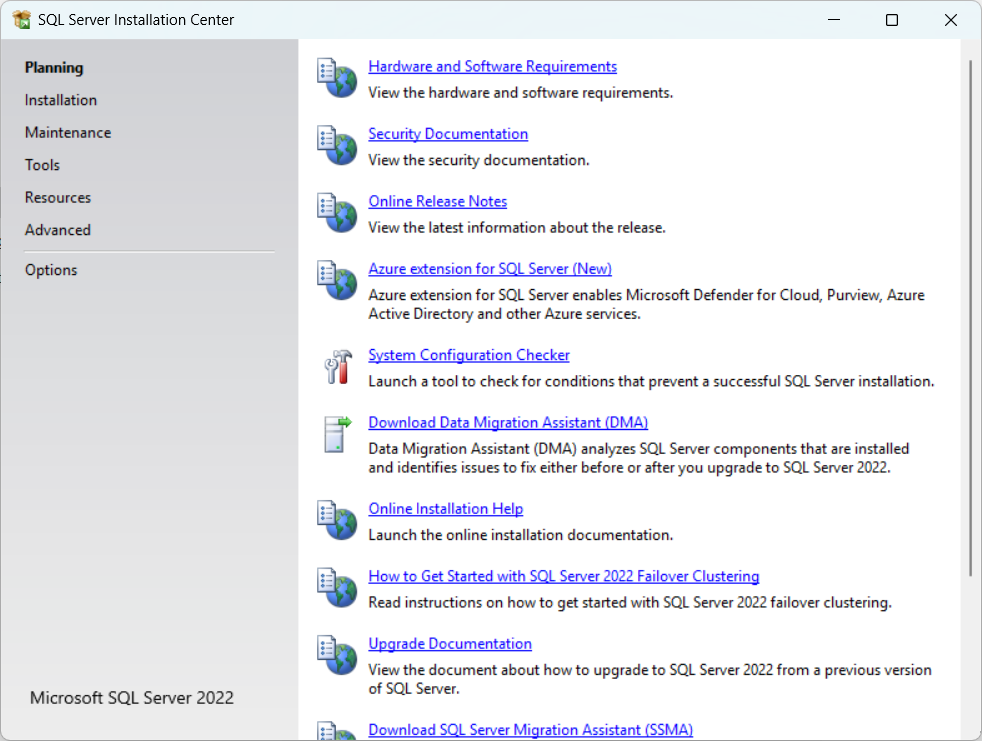 SQL Server Installation Center
Planning
Installation
Maintenance
Tools
Resources
Advanced
Options
Microsoft SQL Server 2022
Hardware and Software Requirements
View the hardware and software requirements.
Security Documentation
View the security documentation.
Online Release Notes
View the latest information about the release.
Azure extension for SQL Server (New)
Azure extension for SQL Server enables Microsoft Defender for Cloud, Purview, Azure
Active Directory and other Azure services.
System Configuration Checker
Launch a tool to check for conditions that prevent a successful SQL Server installation.
Download Data Migration Assistant (DMA)
Data Migration Assistant (DMA) analyzes SQL Server components that are installed
and identifies issues to fix either before or after you upgrade to SQL Server 2022.
Online Installation Help
Launch the online installation documentation.
How to Get Started with SQL Server 2022 Failover Clustering
Read instructions on how to get started with SQL Server 2022 failover clustering.
Upgrade Documentation
View the document about how to upgrade to SQL Server 2022 from a previous version
of SQL Server.
Download SQL Server Migration Assistant (SSMA)